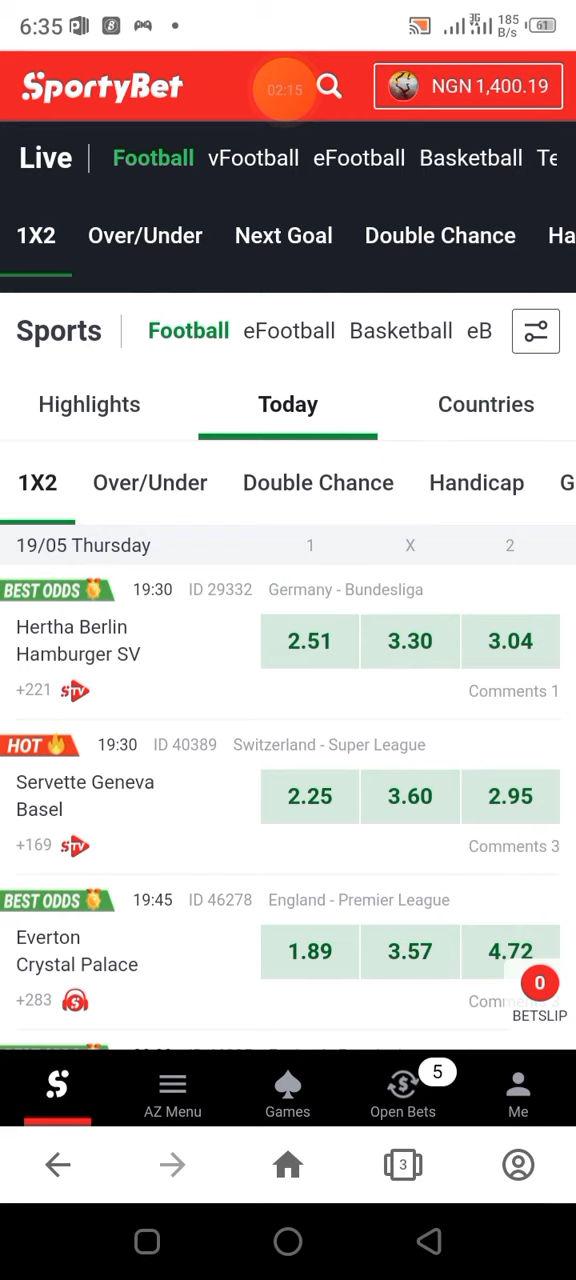 6:35
185
B/s
61
SportyBet
02:15
NGN 1,400.19
Live
Football vFootball eFootball Basketball Te
1X2 Over/Under Next Goal Double Chance Ha
Sports
Football eFootball Basketball eB
Highlights Today Countries
1X2 Over/Under Double Chance Handicap G
19/05 Thursday 1 X 2
BEST ODDS 19:30 ID 29332 Germany - Bundesliga
Hertha Berlin
Hamburger SV
2.51 3.30 3.04
+221 STV Comments 1
HOT 19:30 ID 40389 Switzerland - Super League
Servette Geneva
Basel
2.25 3.60 2.95
+169 STV Comments 3
BEST ODDS 19:45 ID 46278 England - Premier League
Everton
Crystal Palace
1.89 3.57 4.72
+283 S
0
BETSLIP
5
AZ Menu Games Open Bets Me
3